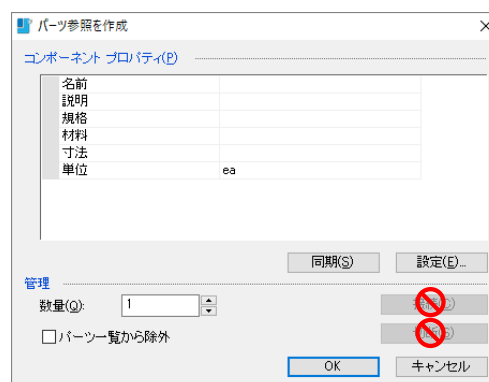 パーツ参照を作成
コンポーネント プロパティ(P)
名前
説明
規格
材料
寸法
単位 ea
同期(S) 設定(E)...
管理
数量(Q): 1
パーツ一覧から除外
OK キャンセル